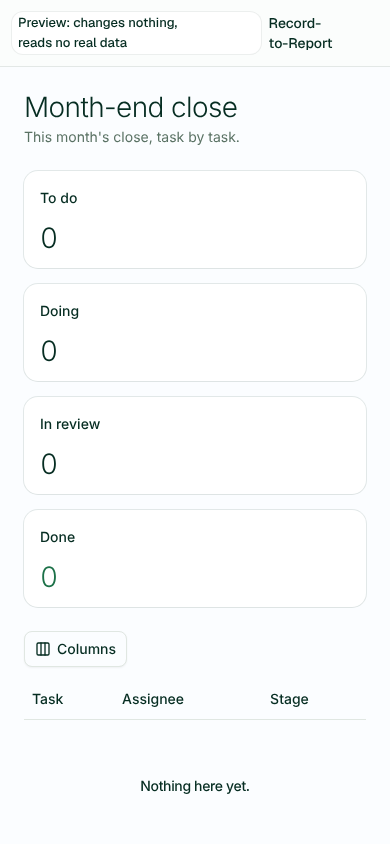 Preview: changes nothing,
reads no real data
Record-
to-Report
Month-end close
This month's close, task by task.
To do
0
Doing
0
In review
0
Done
0
Columns
Task Assignee Stage
Nothing here yet.